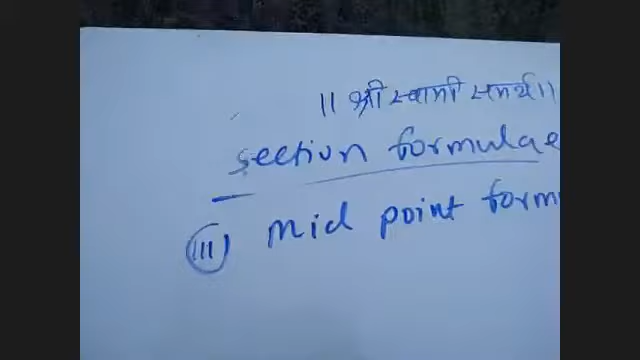 || श्री स्वामी समर्थ ||
section formulae
(III) mid point form